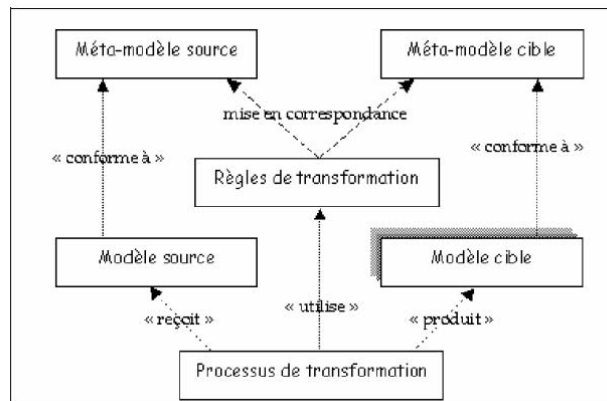 Méta-modèle source
Méta-modèle cible
mise en correspondance
« conforme à »
« conforme à »
Règles de transformation
Modèle source
Modèle cible
« reçoit »
« utilise »
« produit »
Processus de transformation